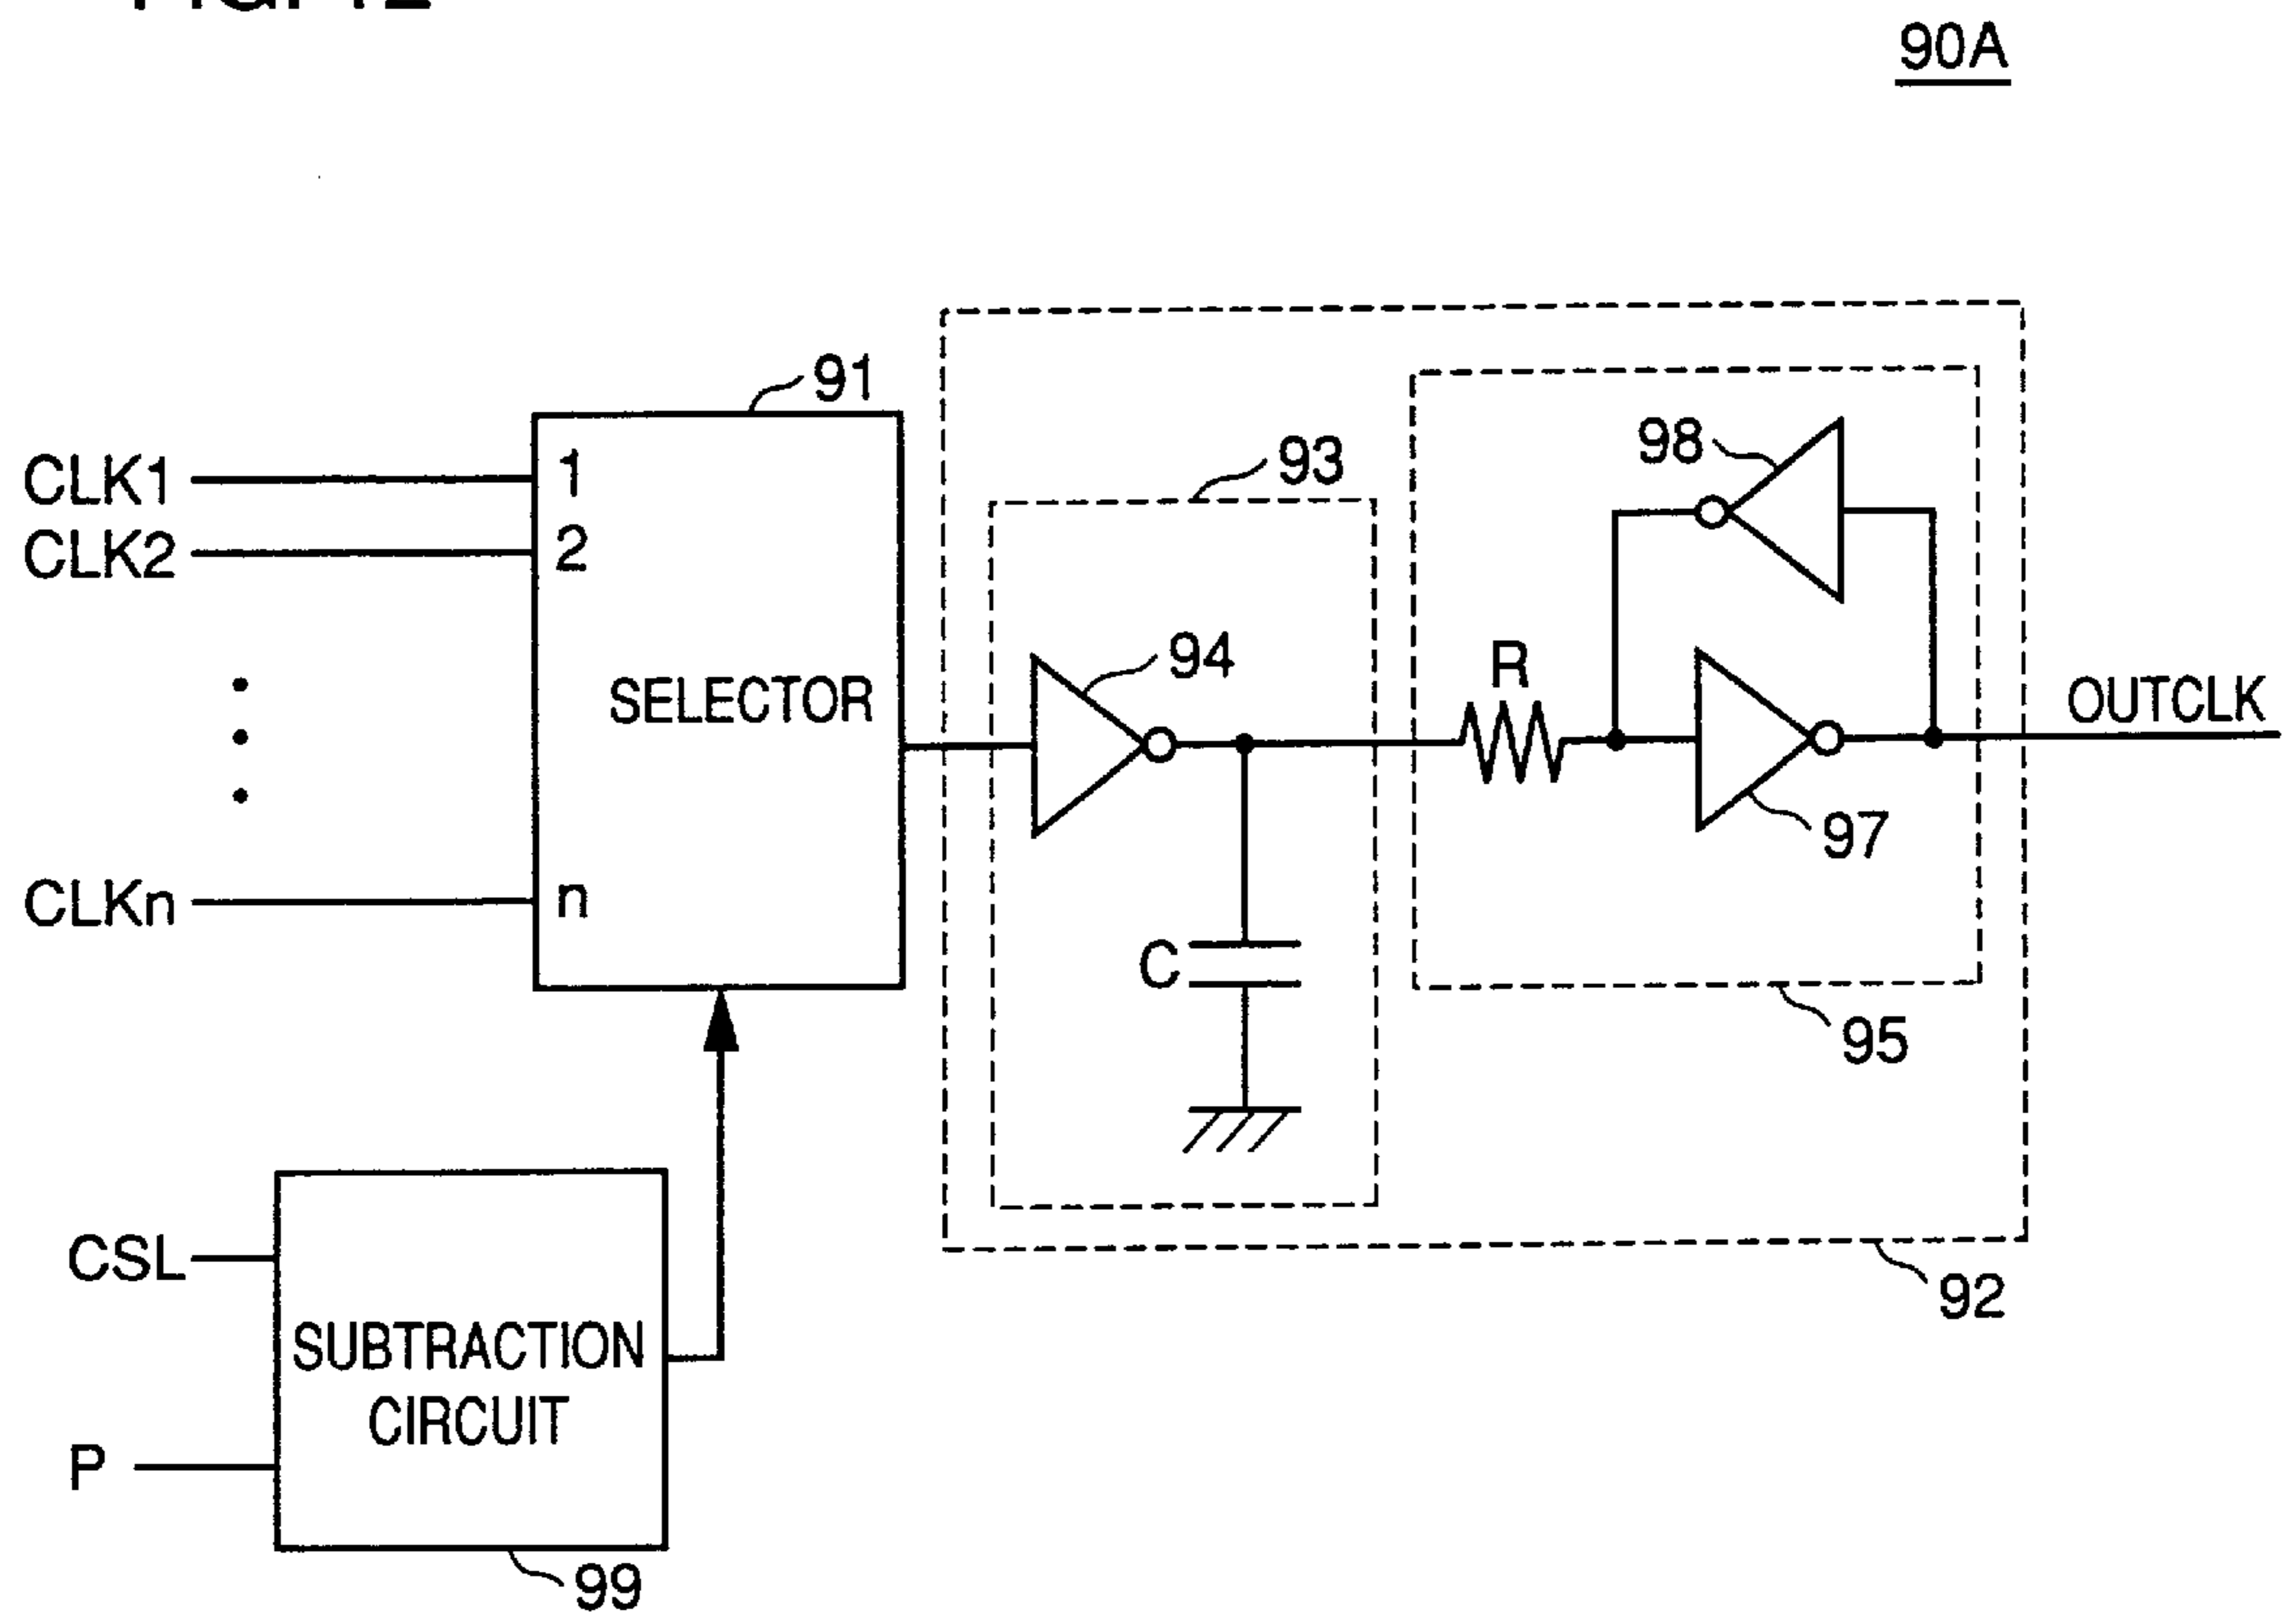 90A
91
CLK1
1
CLK2
2
SELECTOR
CLKn
n
93
94
C
98
R
97
OUTCLK
95
92
CSL
P
SUBTRACTION
CIRCUIT
99